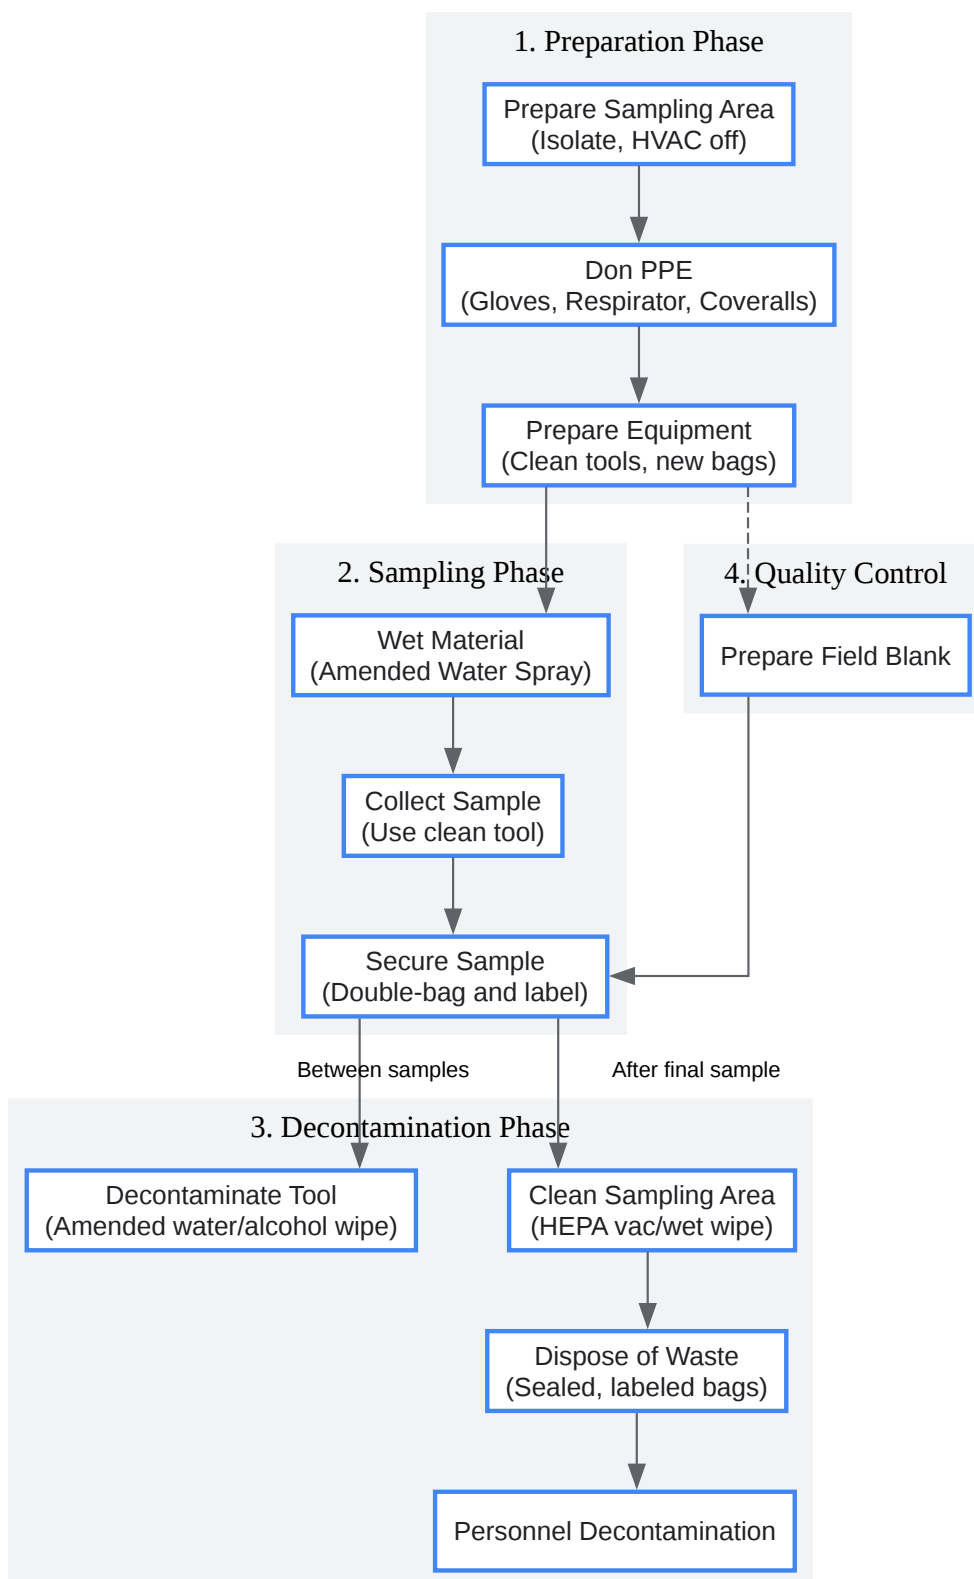 1. Preparation Phase
Prepare Sampling Area
(Isolate, HVAC off)
Don PPE
(Gloves, Respirator, Coveralls)
Prepare Equipment
(Clean tools, new bags)
2. Sampling Phase
4. Quality Control
Wet Material
(Amended Water Spray)
Prepare Field Blank
Collect Sample
(Use clean tool)
Secure Sample
(Double-bag and label)
Between samples
After final sample
3. Decontamination Phase
Decontaminate Tool
(Amended water/alcohol wipe)
Clean Sampling Area
(HEPA vac/wet wipe)
Dispose of Waste
(Sealed, labeled bags)
Personnel Decontamination